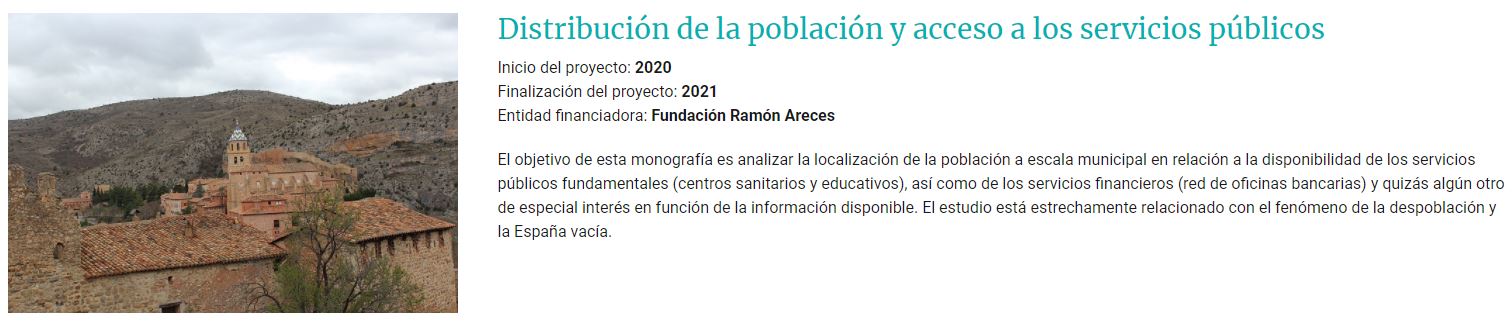 Distribución de la población y acceso a los servicios públicos
Inicio del proyecto: 2020
Finalización del proyecto: 2021
Entidad financiadora: Fundación Ramón Areces
El objetivo de esta monografía es analizar la localización de la población a escala municipal en relación a la disponibilidad de los servicios
públicos fundamentales (centros sanitarios y educativos), así como de los servicios financieros (red de oficinas bancarias) y quizás algún otro
de especial interés en función de la información disponible. El estudio está estrechamente relacionado con el fenómeno de la despoblación y
la España vacía.